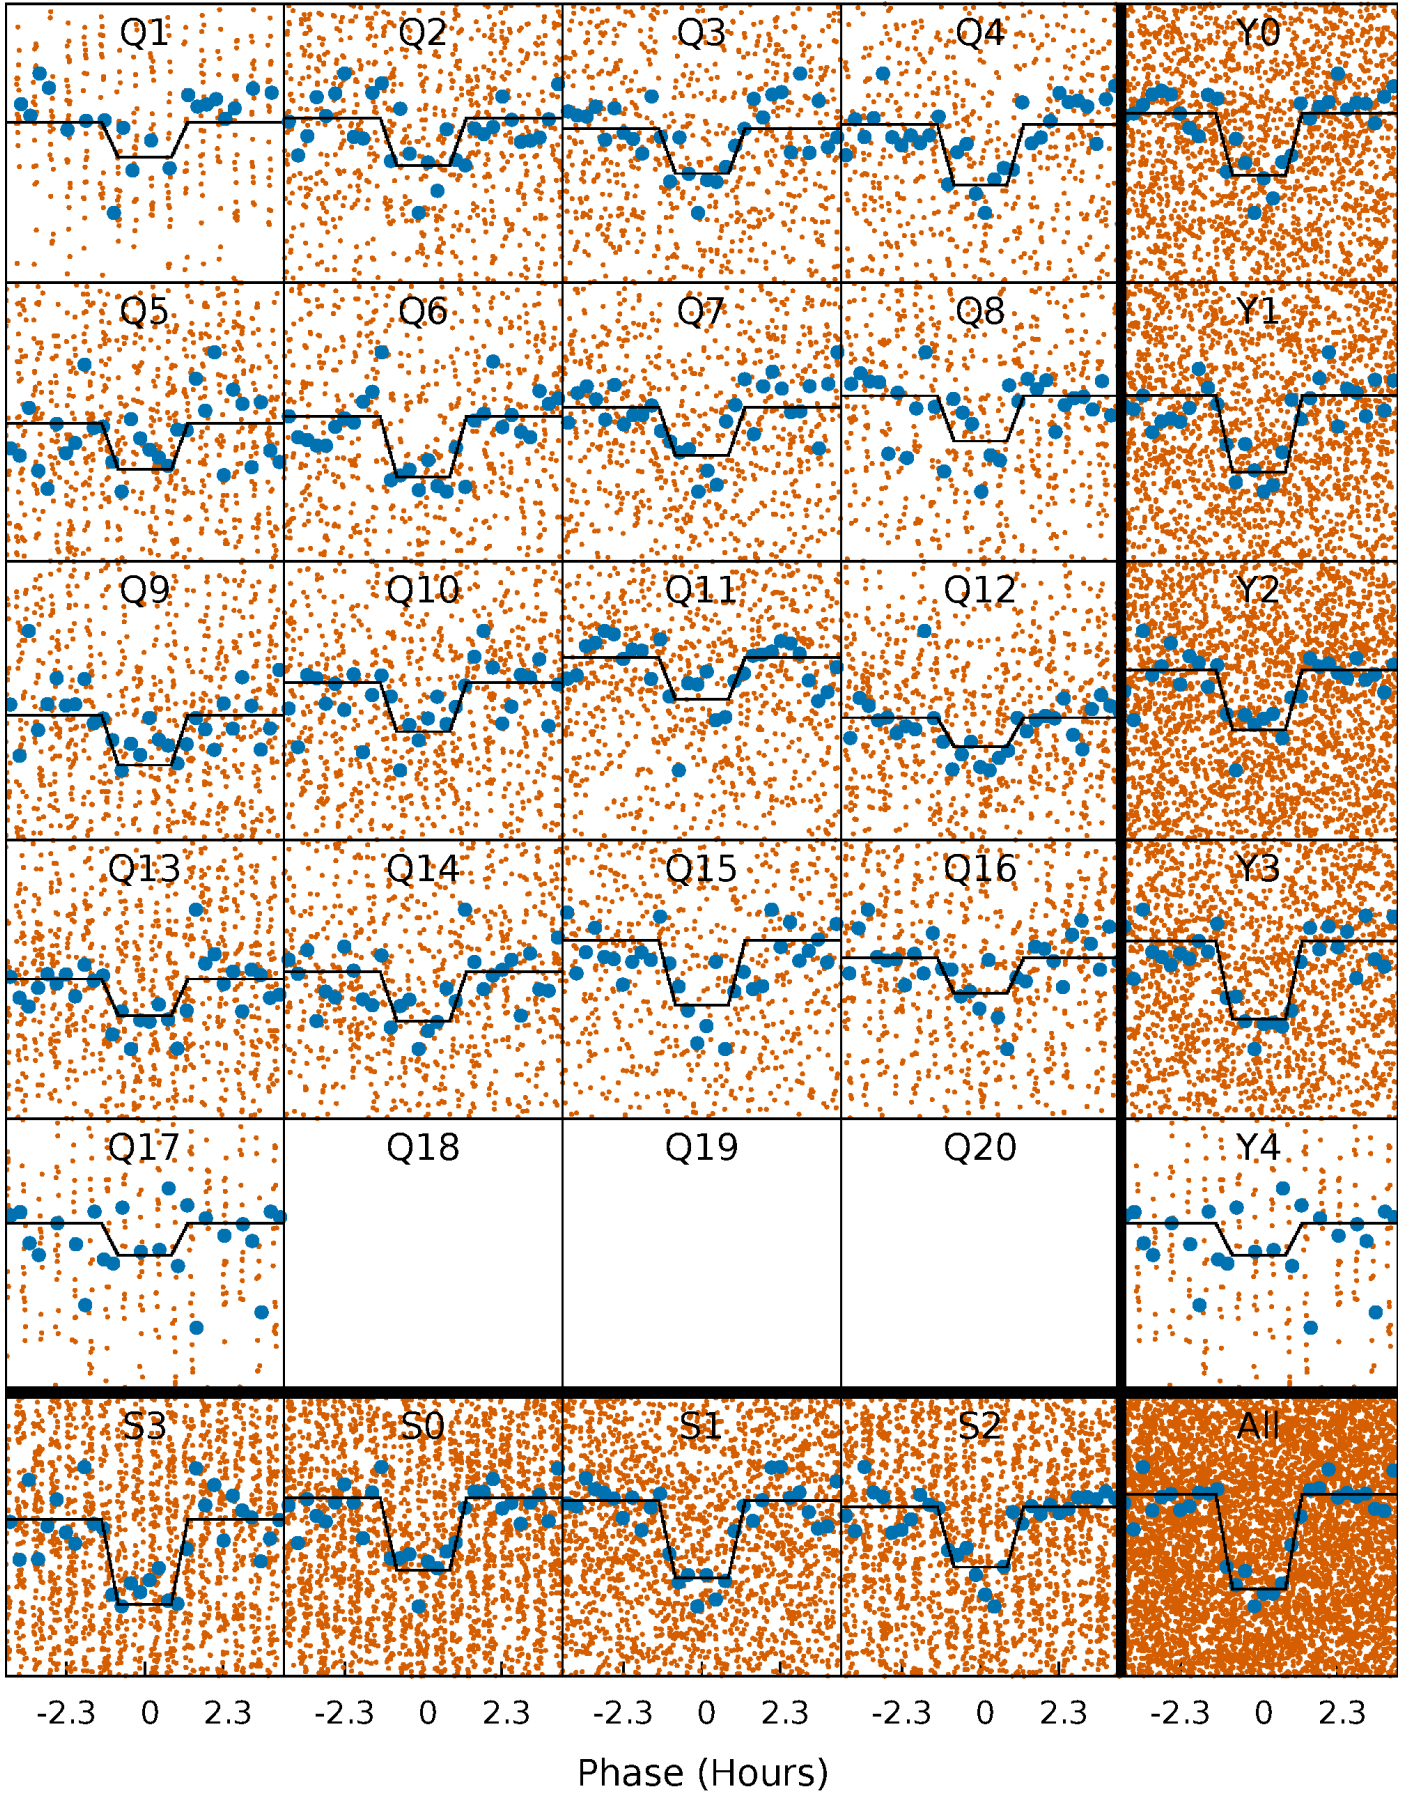 Q1 Q2 Q3 Q4 Y0
Q5 Q6 Q7 Q8 Y1
Q9 Q10 Q11 Q12 Y2
Q13 Q14 Q15 Q16 Y3
Q17 Q18 Q19 Q20 Y4
S3 S0 S1 S2 All
-2.3 0 2.3 -2.3 0 2.3 -2.3 0 2.3 -2.3 0 2.3 -2.3 0 2.3
Phase (Hours)